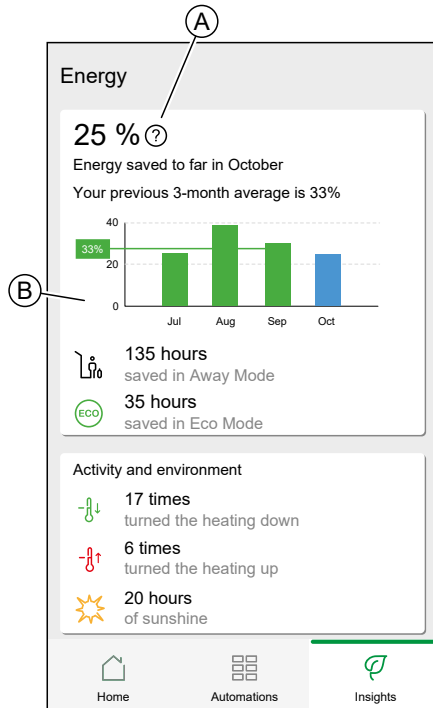 A
Energy
25 % ?
Energy saved to far in October
Your previous 3-month average is 33%
40
33%
20
B
0
Jul Aug Sep Oct
135 hours
saved in Away Mode
ECO
35 hours
saved in Eco Mode
Activity and environment
17 times
turned the heating down
6 times
turned the heating up
20 hours
of sunshine
Home Automations Insights